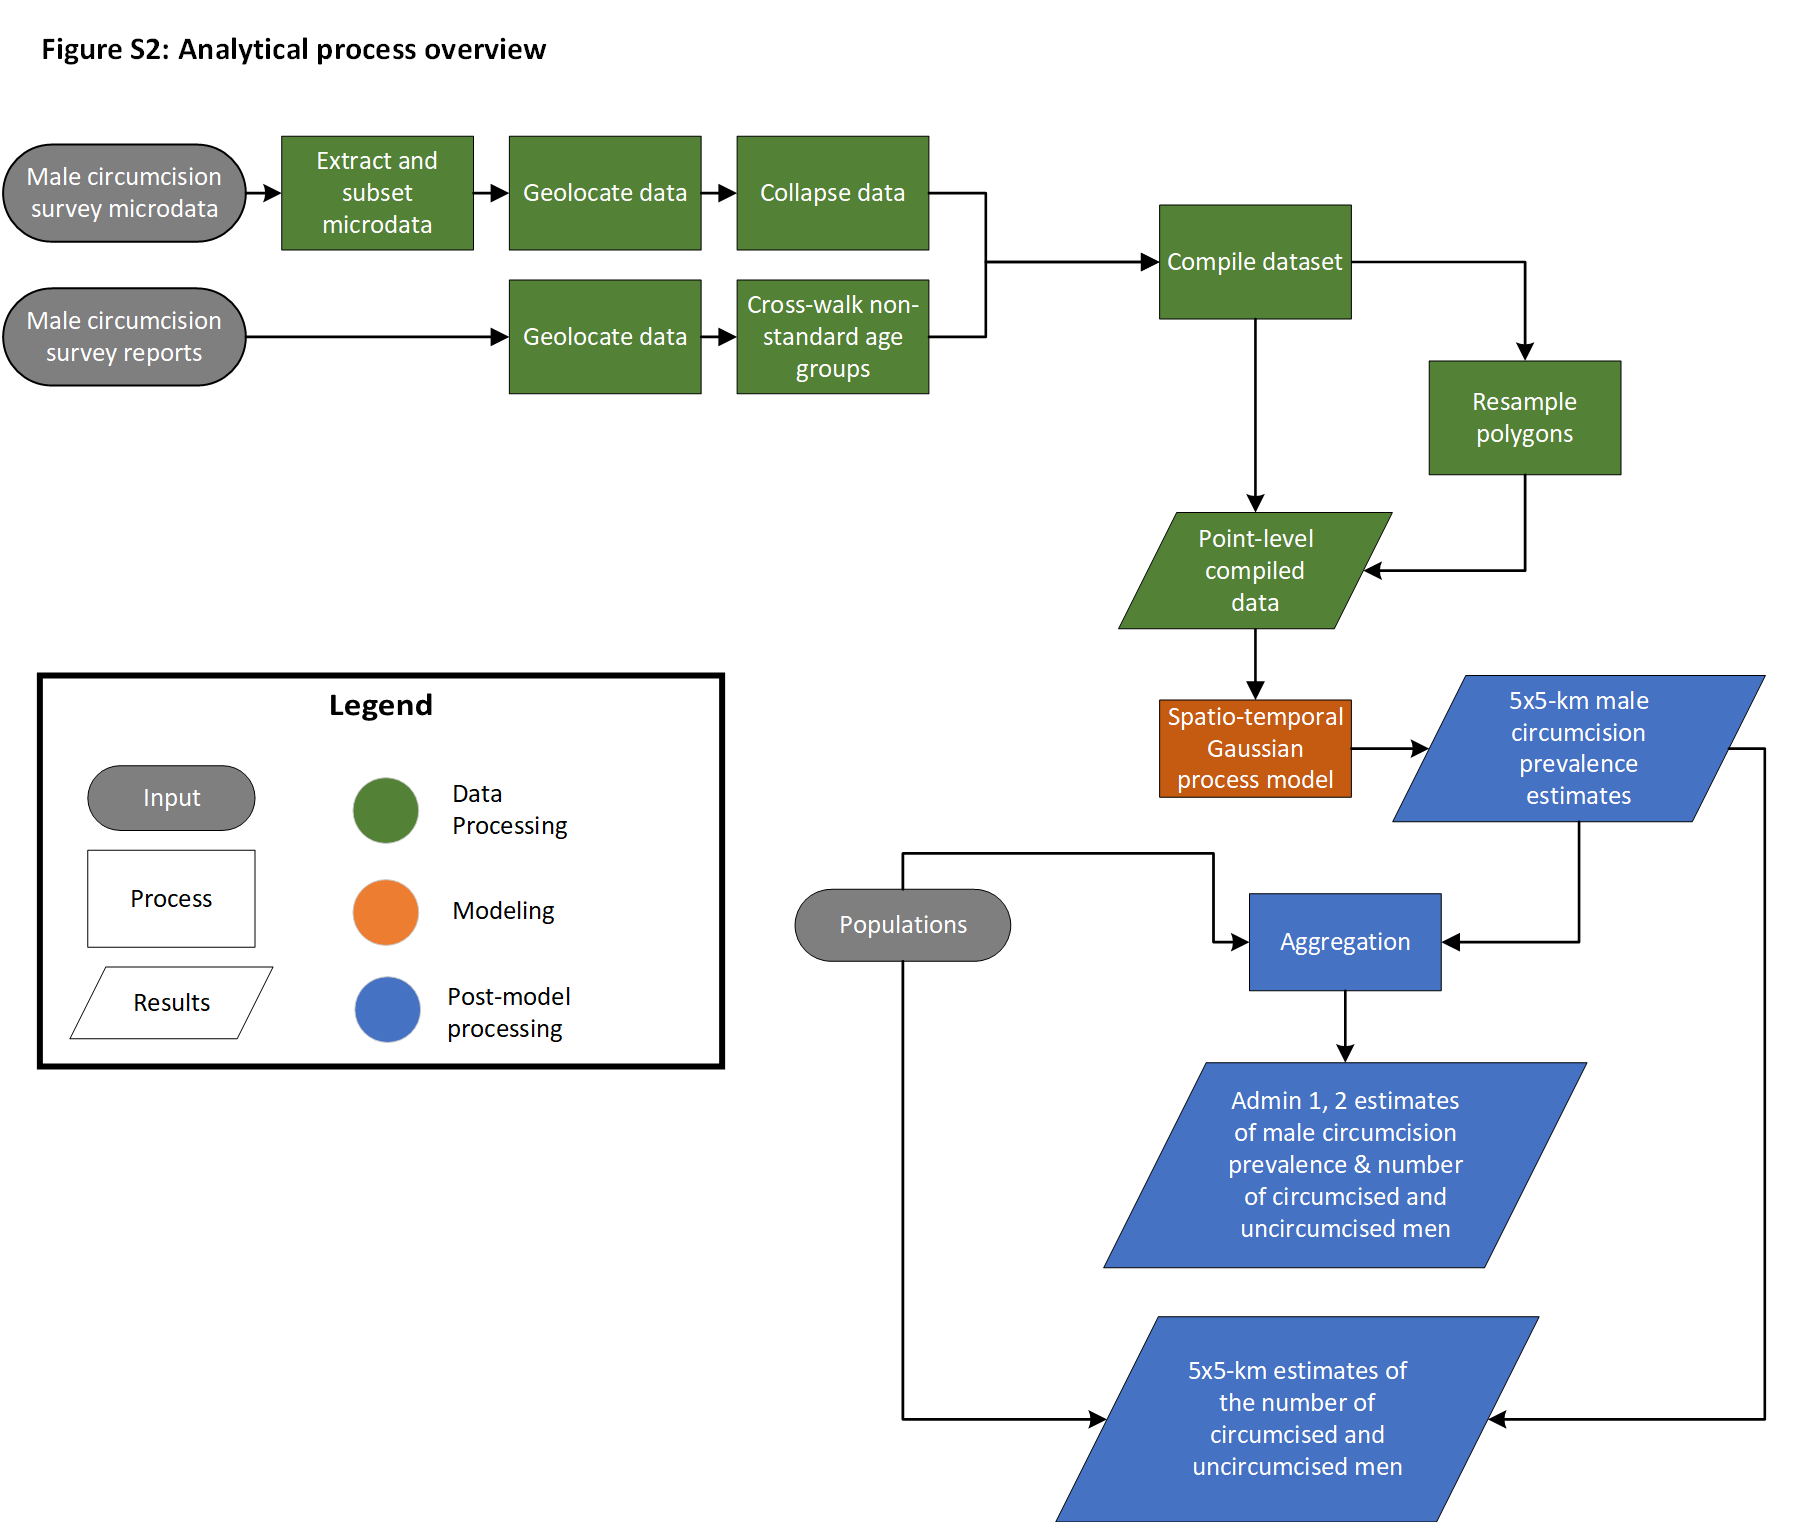 Figure S2: Analytical process overview
Male circumcision
survey microdata
Extract and
subset
microdata
Geolocate data
Collapse data
Male circumcision
survey reports
Geolocate data
Cross-walk non-
standard age
groups
Compile dataset
Resample
polygons
Point-level
compiled
data
Spatio-temporal
Gaussian
process model
5x5-km male
circumcision
prevalence
estimates
Populations
Aggregation
Admin 1, 2 estimates
of male circumcision
prevalence & number
of circumcised and
uncircumcised men
5x5-km estimates of
the number of
circumcised and
uncircumcised men
Legend
Input
Process
Results
Data
Processing
Modeling
Post-model
processing